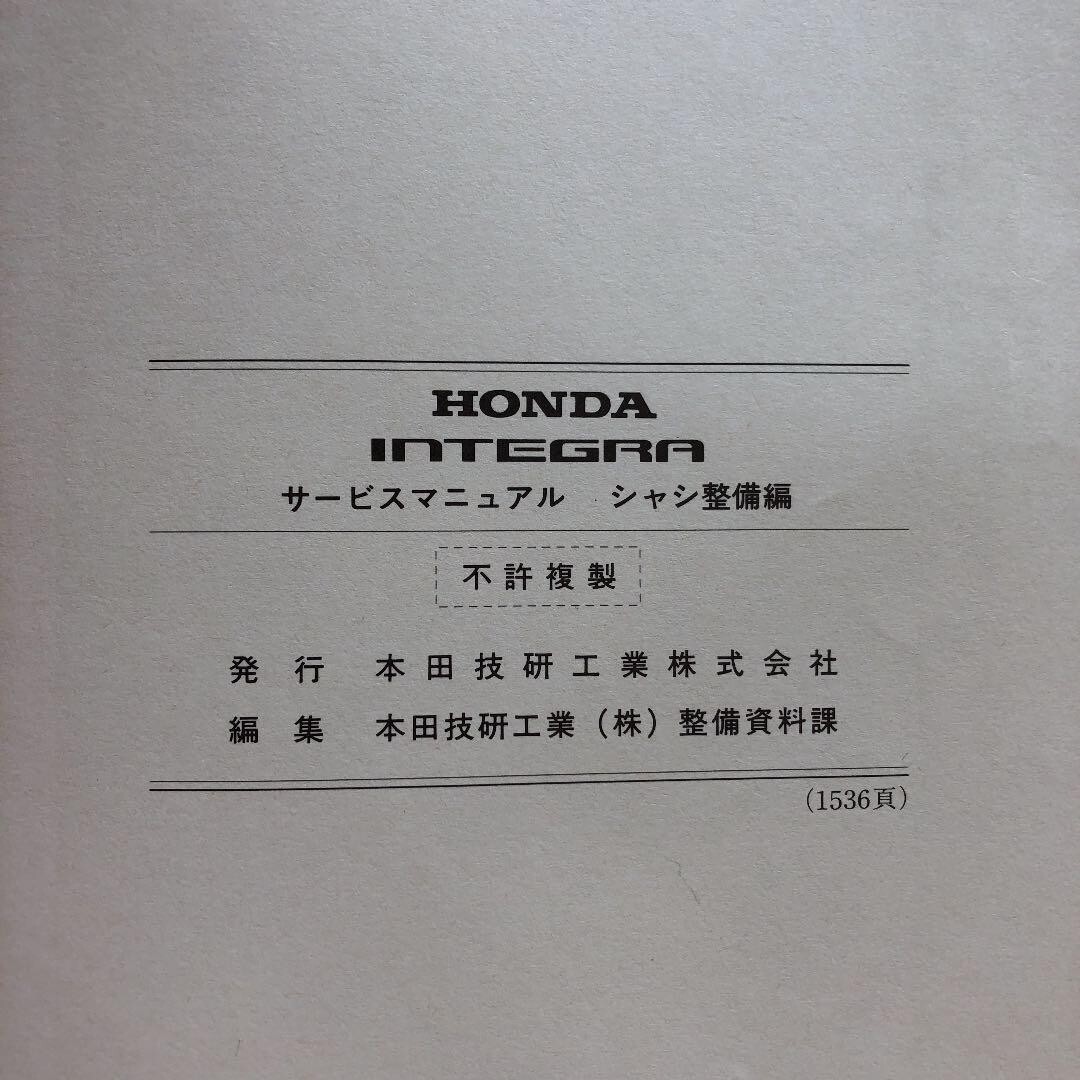 HONDA
INTEGRA
サービスマニュアル シャシ整備編
不許複製
発行 本田技研工業株式会社
編集 本田技研工業（株）整備資料課
（1536頁）